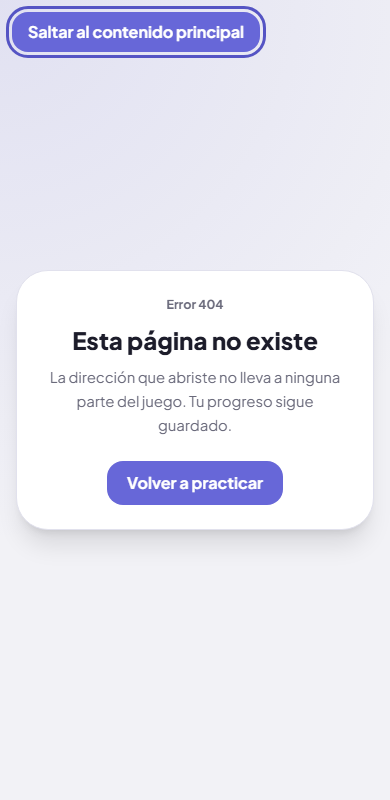 Saltar al contenido principal
Error 404
Esta página no existe
La dirección que abriste no lleva a ninguna
parte del juego. Tu progreso sigue
guardado.
Volver a practicar